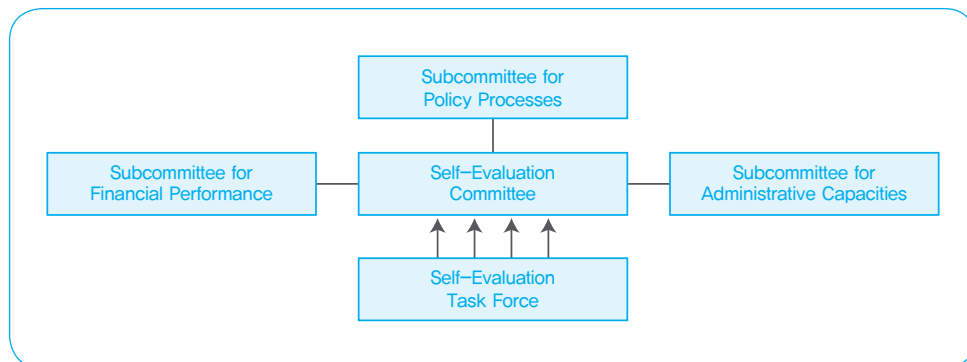 Subcommittee for
Policy Processes
Subcommittee for
Financial Performance
Self-Evaluation
Committee
Subcommittee for
Administrative Capacities
Self-Evaluation
Task Force